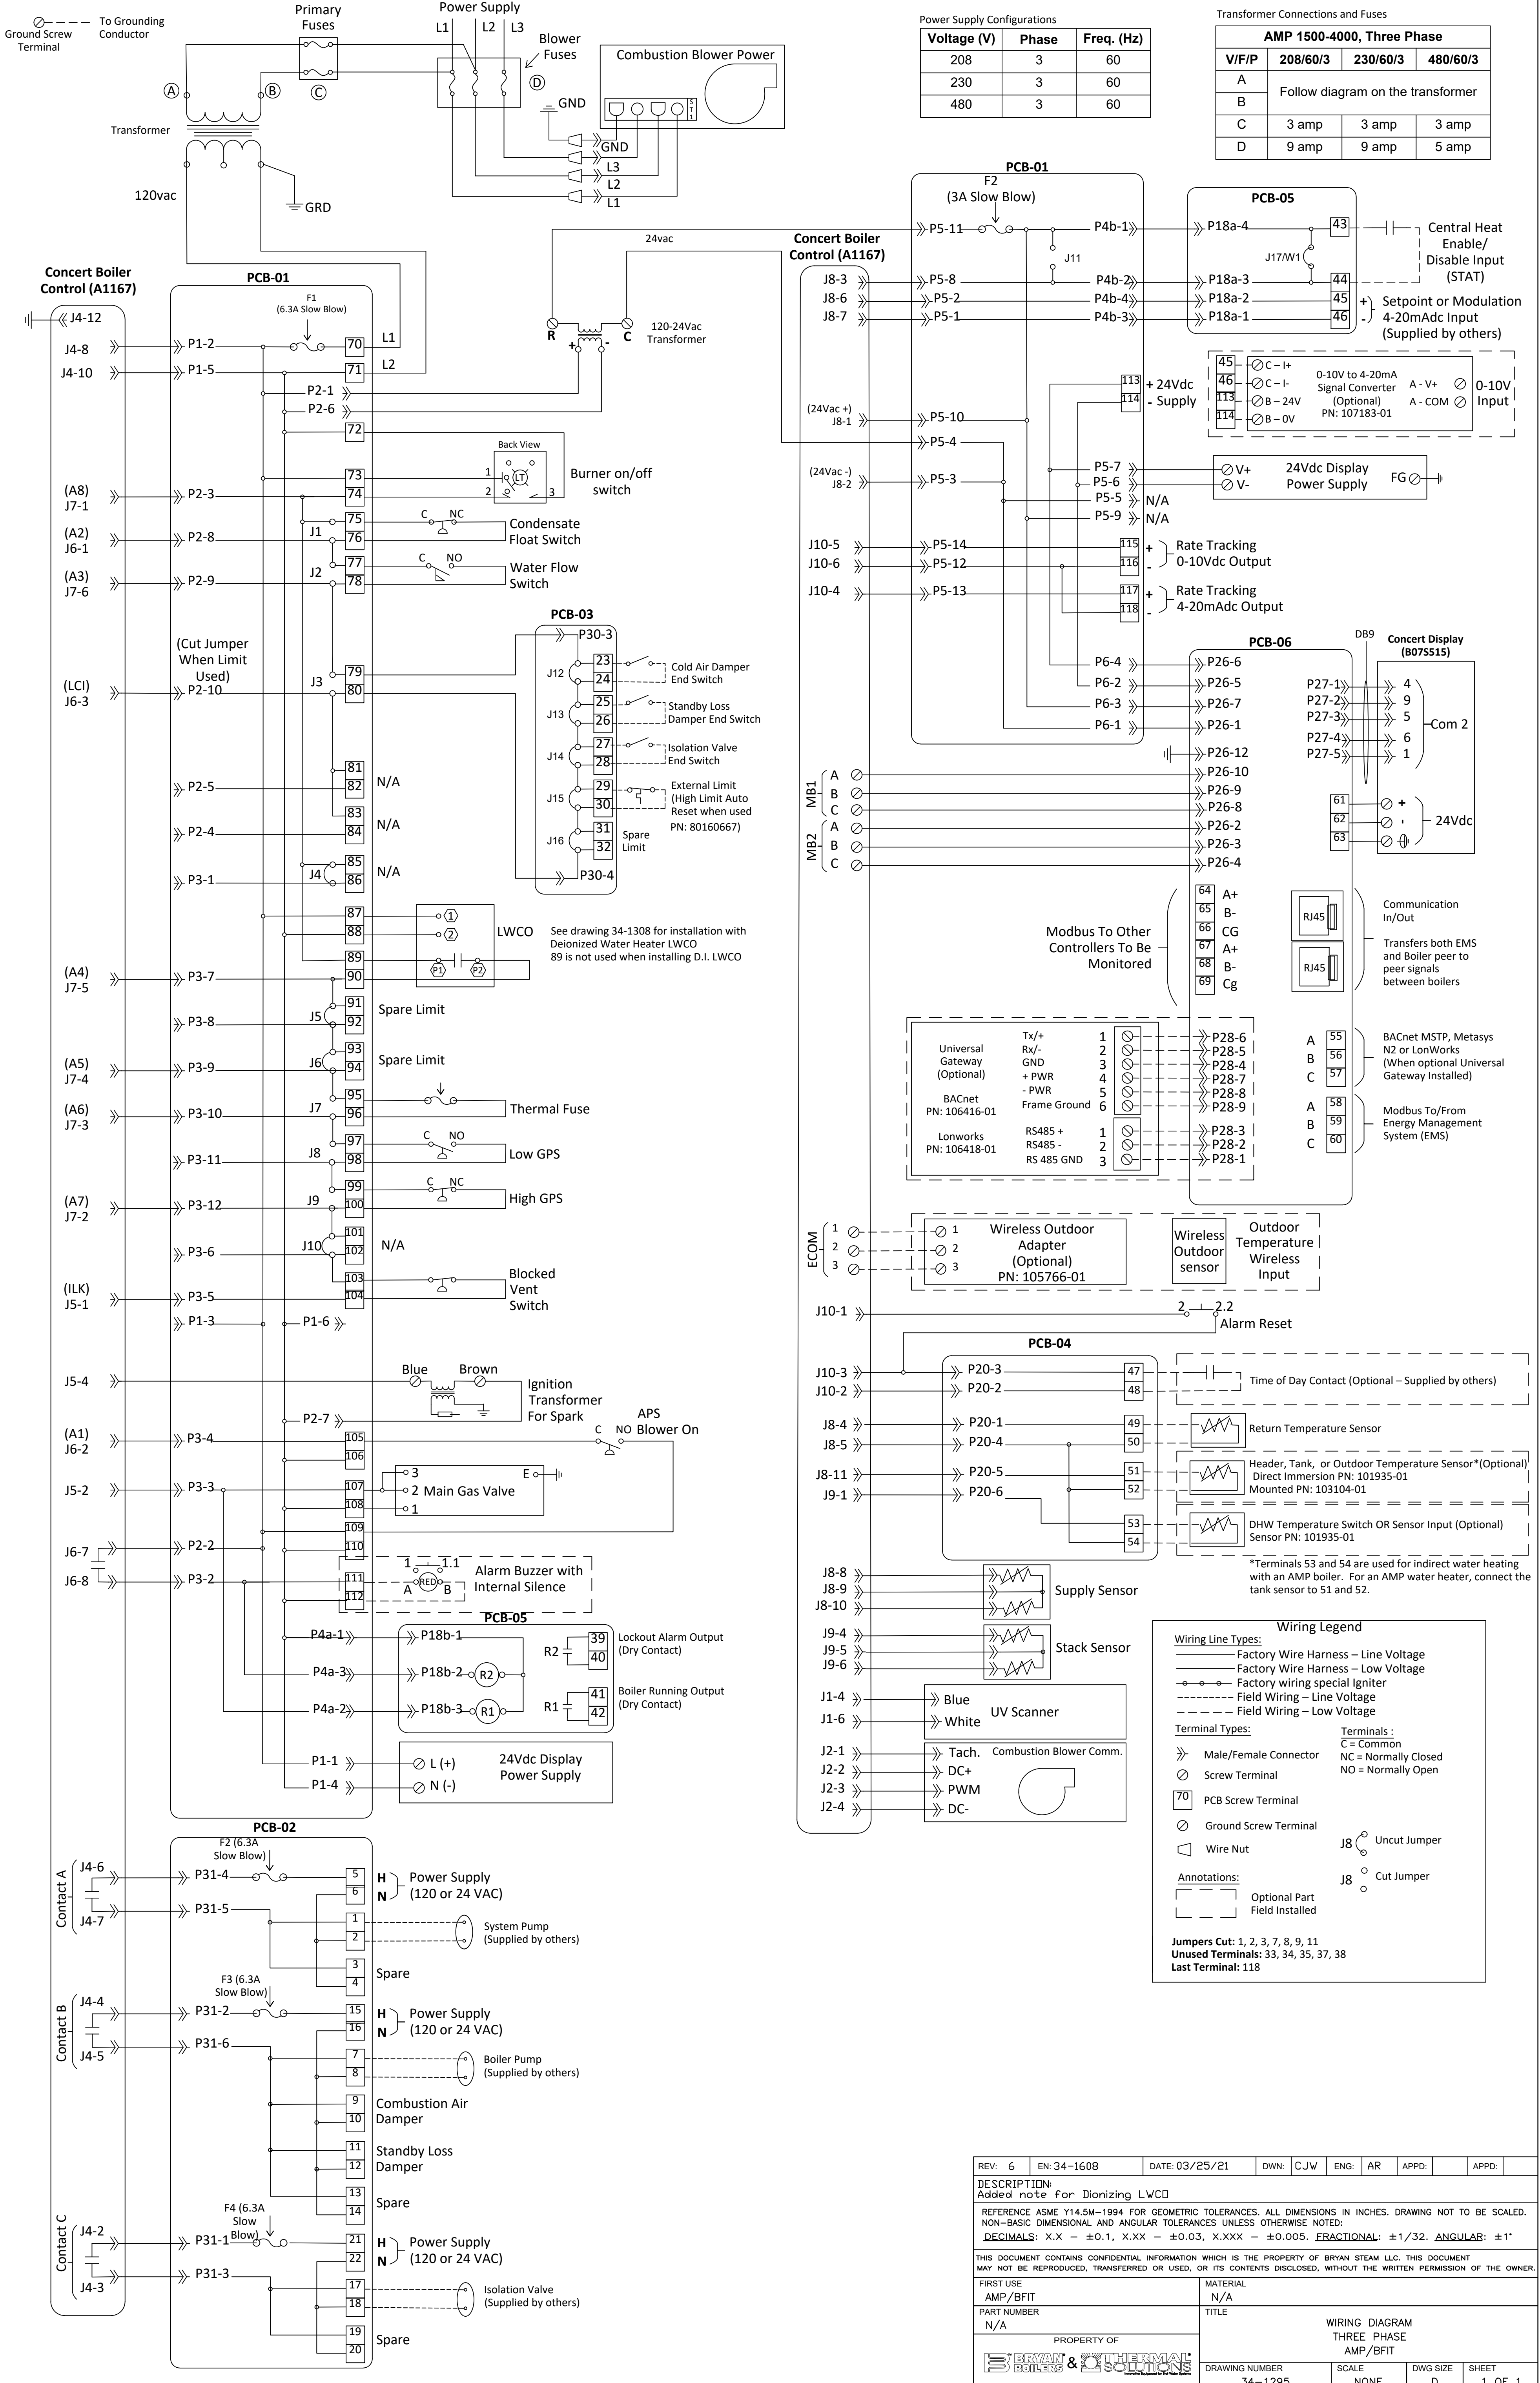 To Grounding
Conductor
Ground Screw
Terminal
Primary
Fuses
Power Supply
L1
L2
L3
Blower
Fuses
A
B
C
D
Transformer
120vac
GRD
Combustion Blower Power
S
T
1
GND
GND
L3
L2
L1
Power Supply Configurations
Voltage (V) Phase Freq. (Hz)
208 3 60
230 3 60
480 3 60
Transformer Connections and Fuses
AMP 1500-4000, Three Phase
V/F/P 208/60/3 230/60/3 480/60/3
A
B
Follow diagram on the transformer
C 3 amp 3 amp 3 amp
D 9 amp 9 amp 5 amp
24vac
R
C
+
-
120-24Vac
Transformer
Concert Boiler
Control (A1167)
PCB-01
F1
(6.3A Slow Blow)
J4-12
J4-8 P1-2 70 L1
J4-10 P1-5 71 L2
P2-1
P2-6
72
Back View
1
LT
2
3
Burner on/off
switch
73
(A8)
J7-1
P2-3 74
75 C NC
Condensate
Float Switch
(A2)
J6-1
P2-8 J1 76
77 C NO
Water Flow
Switch
(A3)
J7-6
P2-9 J2 78
(Cut Jumper
When Limit
Used)
79
(LCI)
J6-3
P2-10 J3 80
PCB-03
P30-3
J12 23 24
Cold Air Damper
End Switch
J13 25 26
Standby Loss
Damper End Switch
J14 27 28
Isolation Valve
End Switch
J15 29 30
External Limit
(High Limit Auto
Reset when used
PN: 80160667)
J16 31 32
Spare
Limit
P30-4
81
P2-5 82 N/A
83
P2-4 84 N/A
85
P3-1 J4 86 N/A
87 1
88 2
LWCO
89 P1 P2
See drawing 34-1308 for installation with
Deionized Water Heater LWCO
89 is not used when installing D.I. LWCO
(A4)
J7-5
P3-7 90
91 Spare Limit
P3-8 J5 92
93 Spare Limit
(A5)
J7-4
P3-9 J6 94
95
(A6)
J7-3
P3-10 J7 96 Thermal Fuse
97 C NO
P3-11 J8 98 Low GPS
99 C NC
(A7)
J7-2
P3-12 J9 100 High GPS
101
P3-6 J10 102 N/A
103
Blocked
Vent
Switch
(ILK)
J5-1
P3-5 104
P1-3 P1-6
J5-4
Blue Brown
Ignition
Transformer
For Spark
P2-7
APS
Blower On
C NO
(A1)
J6-2
P3-4 105
106
J5-2 P3-3 107
108
3
2 Main Gas Valve
1
E
109
J6-7 P2-2 110
J6-8 P3-2 111
112
1 1.1
A RED B
Alarm Buzzer with
Internal Silence
PCB-05
P4a-1 P18b-1
P4a-3 P18b-2 R2
P4a-2 P18b-3 R1
R2 39 40
Lockout Alarm Output
(Dry Contact)
R1 41 42
Boiler Running Output
(Dry Contact)
P1-1 L (+)
P1-4 N (-)
24Vdc Display
Power Supply
PCB-02
F2 (6.3A
Slow Blow)
Contact A
J4-6 P31-4 5 H
6 N
Power Supply
(120 or 24 VAC)
J4-7 P31-5
1
2
System Pump
(Supplied by others)
3
4
Spare
F3 (6.3A
Slow Blow)
Contact B
J4-4 P31-2 15 H
16 N
Power Supply
(120 or 24 VAC)
J4-5 P31-6
7
8
Boiler Pump
(Supplied by others)
9
10
Combustion Air
Damper
11
12
Standby Loss
Damper
13
14
Spare
F4 (6.3A
Slow
Blow)
Contact C
J4-2 P31-1 21 H
22 N
Power Supply
(120 or 24 VAC)
J4-3 P31-3
17
18
Isolation Valve
(Supplied by others)
19
20
Spare
Concert Boiler
Control (A1167)
PCB-01
F2
(3A Slow Blow)
PCB-05
P5-11 P4b-1 P18a-4 43
J11
J17/W1
Central Heat
Enable/
Disable Input
(STAT)
J8-3 P5-8 P4b-2 P18a-3 44
J8-6 P5-2 P4b-4 P18a-2 45 +
J8-7 P5-1 P4b-3 P18a-1 46 -
Setpoint or Modulation
4-20mAdc Input
(Supplied by others)
113 + 24Vdc
114 - Supply
45 C – I+
46 C – I-
113 B – 24V
114 B – 0V
0-10V to 4-20mA
Signal Converter
(Optional)
PN: 107183-01
A - V+
A - COM
0-10V
Input
(24Vac +)
J8-1
P5-10
P5-4
(24Vac -)
J8-2
P5-3
P5-7 V+
P5-6 V-
24Vdc Display
Power Supply
FG
P5-5 N/A
P5-9 N/A
J10-5 P5-14 115 +
J10-6 P5-12 116 -
Rate Tracking
0-10Vdc Output
J10-4 P5-13 117 +
118 -
Rate Tracking
4-20mAdc Output
PCB-06
DB9
Concert Display
(B07S515)
P6-4 P26-6
P6-2 P26-5
P6-3 P26-7
P6-1 P26-1
P27-1 4
P27-2 9
P27-3 5
P27-4 6
P27-5 1
Com 2
P26-12
MB1
A P26-10
B P26-9
C P26-8
MB2
A P26-2
B P26-3
C P26-4
61 +
62 -
63
24Vdc
Modbus To Other
Controllers To Be
Monitored
64 A+
65 B-
66 CG
67 A+
68 B-
69 Cg
RJ45
RJ45
Communication
In/Out
Transfers both EMS
and Boiler peer to
peer signals
between boilers
Universal
Gateway
(Optional)
BACnet
PN: 106416-01
Lonworks
PN: 106418-01
Tx/+ 1 P28-6
Rx/- 2 P28-5
GND 3 P28-4
+ PWR 4 P28-7
- PWR 5 P28-8
Frame Ground 6 P28-9
RS485 + 1 P28-3
RS485 - 2 P28-2
RS 485 GND 3 P28-1
A 55
B 56
C 57
BACnet MSTP, Metasys
N2 or LonWorks
(When optional Universal
Gateway Installed)
A 58
B 59
C 60
Modbus To/From
Energy Management
System (EMS)
ECOM
1 1
2 2
3 3
Wireless Outdoor
Adapter
(Optional)
PN: 105766-01
Wireless
Outdoor
sensor
Outdoor
Temperature
Wireless
Input
J10-1
2 2.2
Alarm Reset
PCB-04
J10-3 P20-3 47
J10-2 P20-2 48
Time of Day Contact (Optional – Supplied by others)
J8-4 P20-1 49
J8-5 P20-4 50
Return Temperature Sensor
J8-11 P20-5 51
52
Header, Tank, or Outdoor Temperature Sensor*(Optional)
Direct Immersion PN: 101935-01
Mounted PN: 103104-01
J9-1 P20-6
53
54
DHW Temperature Switch OR Sensor Input (Optional)
Sensor PN: 101935-01
*Terminals 53 and 54 are used for indirect water heating
with an AMP boiler. For an AMP water heater, connect the
tank sensor to 51 and 52.
J8-8
J8-9
J8-10
Supply Sensor
J9-4
J9-5
J9-6
Stack Sensor
J1-4 Blue
J1-6 White
UV Scanner
J2-1 Tach.
J2-2 DC+
J2-3 PWM
J2-4 DC-
Combustion Blower Comm.
Wiring Legend
Wiring Line Types:
Factory Wire Harness – Line Voltage
Factory Wire Harness – Low Voltage
Factory wiring special Igniter
Field Wiring – Line Voltage
Field Wiring – Low Voltage
Terminal Types:
Male/Female Connector
Screw Terminal
70 PCB Screw Terminal
Ground Screw Terminal
Wire Nut
Terminals :
C = Common
NC = Normally Closed
NO = Normally Open
J8 Uncut Jumper
J8 Cut Jumper
Annotations:
Optional Part
Field Installed
Jumpers Cut: 1, 2, 3, 7, 8, 9, 11
Unused Terminals: 33, 34, 35, 37, 38
Last Terminal: 118
REV: 6 EN: 34-1608 DATE: 03/25/21 DWN: CJW ENG: AR APPD: APPD:
DESCRIPTION:
Added note for Dionizing LWCO
REFERENCE ASME Y14.5M-1994 FOR GEOMETRIC TOLERANCES. ALL DIMENSIONS IN INCHES. DRAWING NOT TO BE SCALED.
NON-BASIC DIMENSIONAL AND ANGULAR TOLERANCES UNLESS OTHERWISE NOTED:
DECIMALS: X.X – ±0.1, X.XX – ±0.03, X.XXX – ±0.005. FRACTIONAL: ±1/32. ANGULAR: ±1°
THIS DOCUMENT CONTAINS CONFIDENTIAL INFORMATION WHICH IS THE PROPERTY OF BRYAN STEAM LLC. THIS DOCUMENT
MAY NOT BE REPRODUCED, TRANSFERRED OR USED, OR ITS CONTENTS DISCLOSED, WITHOUT THE WRITTEN PERMISSION OF THE OWNER.
FIRST USE
AMP/BFIT
MATERIAL
N/A
PART NUMBER
N/A
TITLE
WIRING DIAGRAM
THREE PHASE
AMP/BFIT
PROPERTY OF
BRYAN BOILERS & THERMAL SOLUTIONS
DRAWING NUMBER
34-1295
SCALE
NONE
DWG SIZE
D
SHEET
1 OF 1